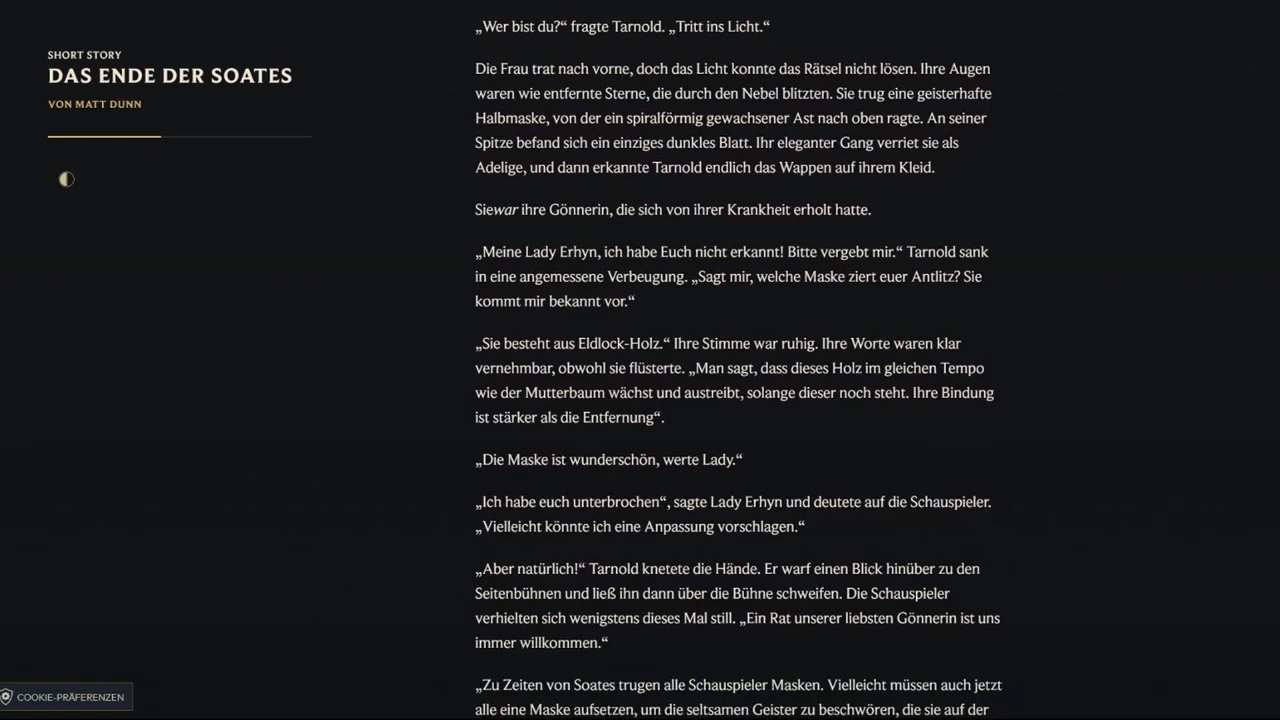 SHORT STORY
DAS ENDE DER SOATES
VON MATT DUNN
„Wer bist du?“ fragte Tarnold. „Tritt ins Licht.“
Die Frau trat nach vorne, doch das Licht konnte das Rätsel nicht lösen. Ihre Augen
waren wie entfernte Sterne, die durch den Nebel blitzten. Sie trug eine geisterhafte
Halbmaske, von der ein spiralförmig gewachsener Ast nach oben ragte. An seiner
Spitze befand sich ein einziges dunkles Blatt. Ihr eleganter Gang verriet sie als
Adelige, und dann erkannte Tarnold endlich das Wappen auf ihrem Kleid.
Siewar ihre Gönnerin, die sich von ihrer Krankheit erholt hatte.
„Meine Lady Erhyn, ich habe Euch nicht erkannt! Bitte vergebt mir.“ Tarnold sank
in eine angemessene Verbeugung. „Sagt mir, welche Maske ziert euer Antlitz? Sie
kommt mir bekannt vor.“
„Sie besteht aus Eldlock-Holz.“ Ihre Stimme war ruhig. Ihre Worte waren klar
vernehmbar, obwohl sie flüsterte. „Man sagt, dass dieses Holz im gleichen Tempo
wie der Mutterbaum wächst und austreibt, solange dieser noch steht. Ihre Bindung
ist stärker als die Entfernung“.
„Die Maske ist wunderschön, werte Lady.“
„Ich habe euch unterbrochen“, sagte Lady Erhyn und deutete auf die Schauspieler.
„Vielleicht könnte ich eine Anpassung vorschlagen.“
„Aber natürlich!“ Tarnold knetete die Hände. Er warf einen Blick hinüber zu den
Seitenbühnen und ließ ihn dann über die Bühne schweifen. Die Schauspieler
verhielten sich wenigstens dieses Mal still. „Ein Rat unserer liebsten Gönnerin ist uns
immer willkommen.“
„Zu Zeiten von Soates trugen alle Schauspieler Masken. Vielleicht müssen auch jetzt
alle eine Maske aufsetzen, um die seltsamen Geister zu beschwören, die sie auf der
COOKIE-PRÄFERENZEN